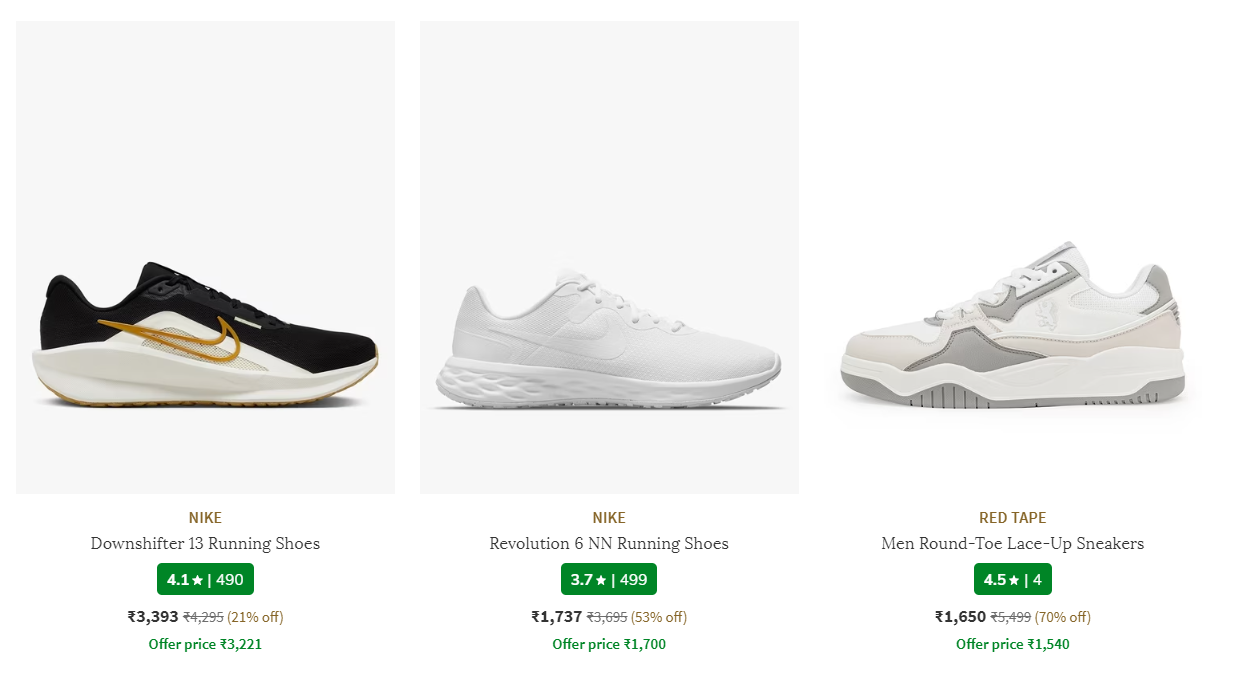 NIKE
Downshifter 13 Running Shoes
4.1★ | 490
₹3,393 ₹4,295 (21% off)
Offer price ₹3,221
NIKE
Revolution 6 NN Running Shoes
3.7★ | 499
₹1,737 ₹3,695 (53% off)
Offer price ₹1,700
RED TAPE
Men Round-Toe Lace-Up Sneakers
4.5★ | 4
₹1,650 ₹5,499 (70% off)
Offer price ₹1,540